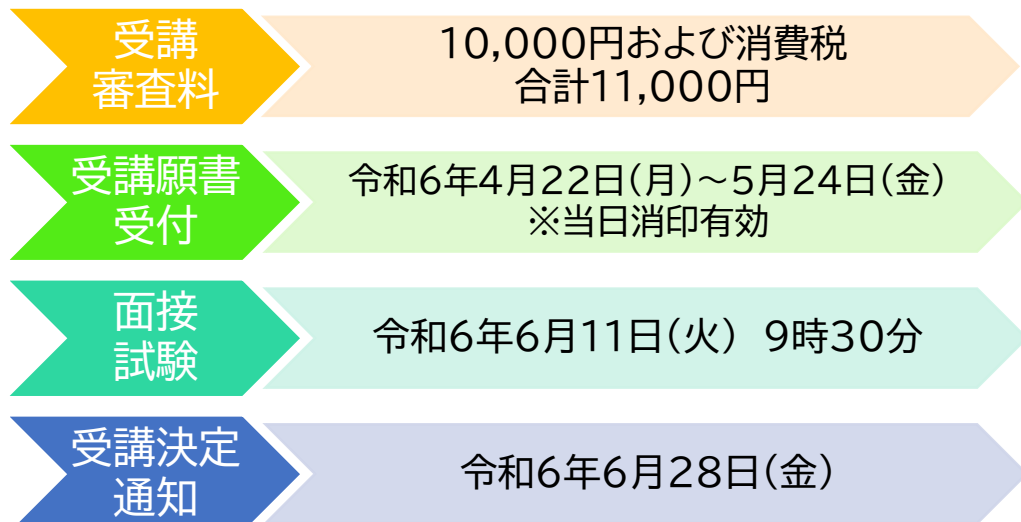 受講
審査料
10,000円および消費税
合計11,000円
受講願書
受付
令和6年4月22日(月)～5月24日(金)
※当日消印有効
面接
試験
令和6年6月11日(火) 9時30分
受講決定
通知
令和6年6月28日(金)